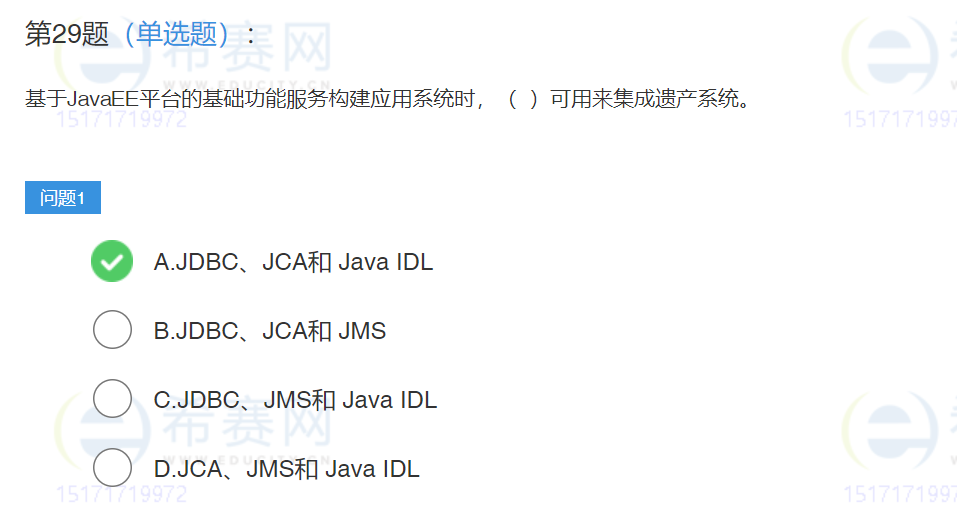 第29题（单选题）：
希赛网
WWW.EDUCITY.CN
基于JavaEE平台的基础功能服务构建应用系统时，（ ）可用来集成遗产系统。
15171719972
1517171997
问题1
A.JDBC、JCA和 Java IDL
B.JDBC、JCA和 JMS
C.JDBC、JMS和 Java IDL
希赛网
WWW.EDUCITY.CN
D.JCA、JMS和 Java IDL
15171719972
1517171997